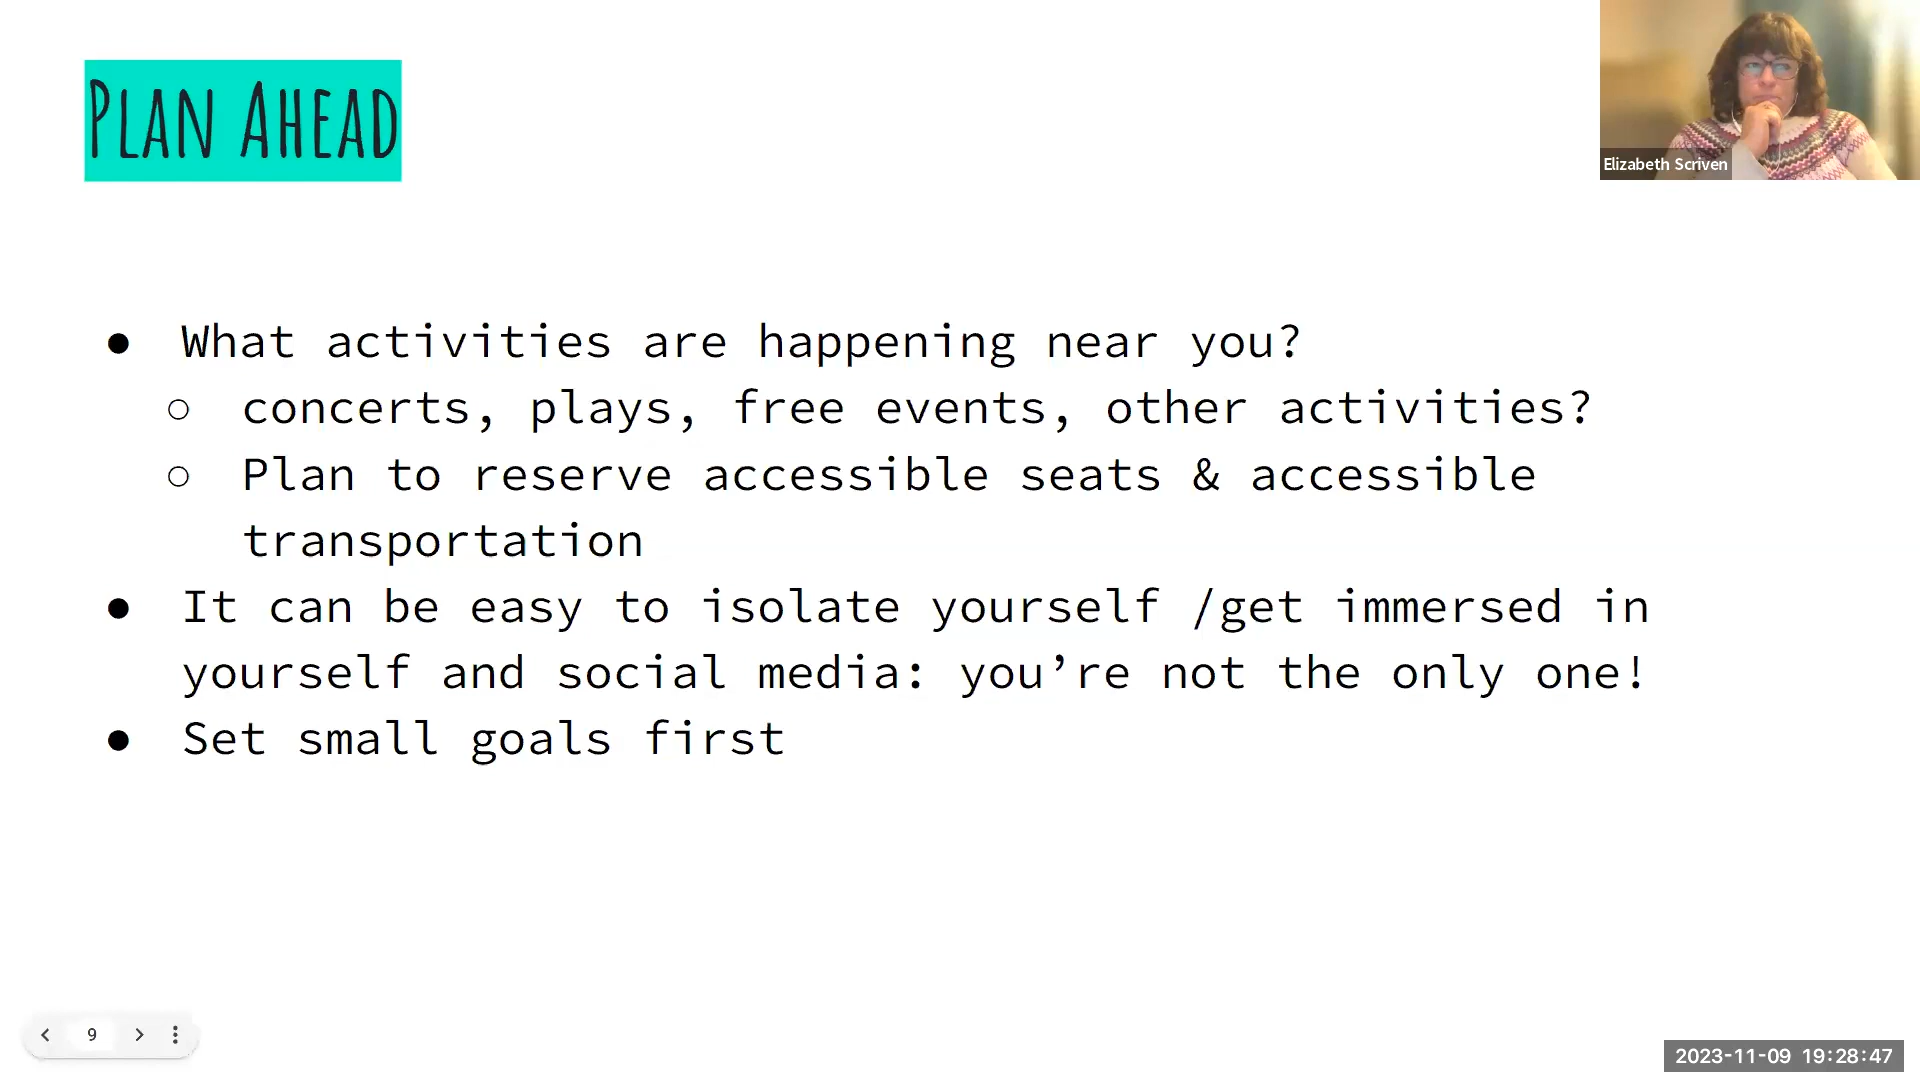 Plan Ahead
Elizabeth Scriven
● What activities are happening near you?
○ concerts, plays, free events, other activities?
○ Plan to reserve accessible seats & accessible
transportation
● It can be easy to isolate yourself /get immersed in
yourself and social media: you’re not the only one!
● Set small goals first
9
2023-11-09 19:28:47